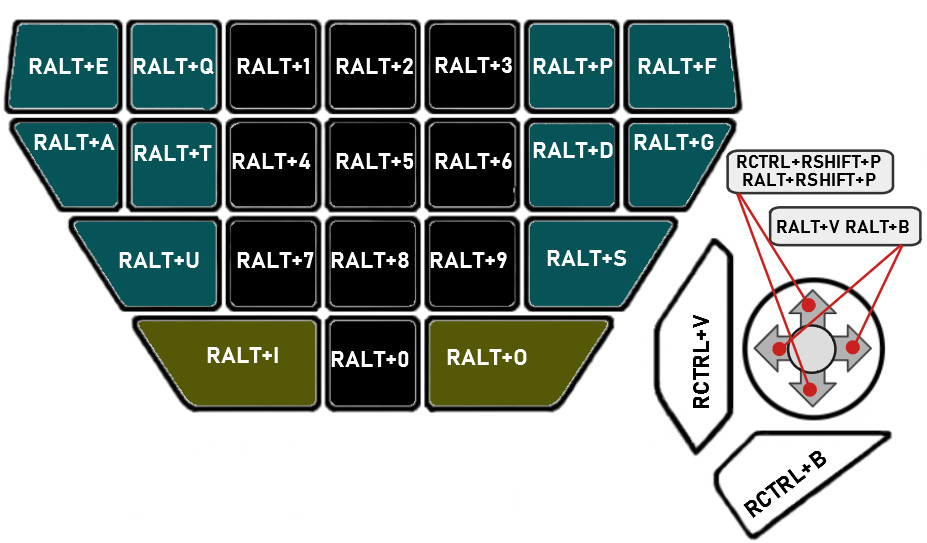 RALT+E RALT+Q RALT+1 RALT+2 RALT+3 RALT+P RALT+F
RALT+A RALT+T RALT+4 RALT+5 RALT+6 RALT+D RALT+G
RCTRL+RSHIFT+P
RALT+RSHIFT+P
RALT+V RALT+B
RALT+U RALT+7 RALT+8 RALT+9 RALT+S
RALT+I RALT+0 RALT+O
RCTRL+V
RCTRL+B